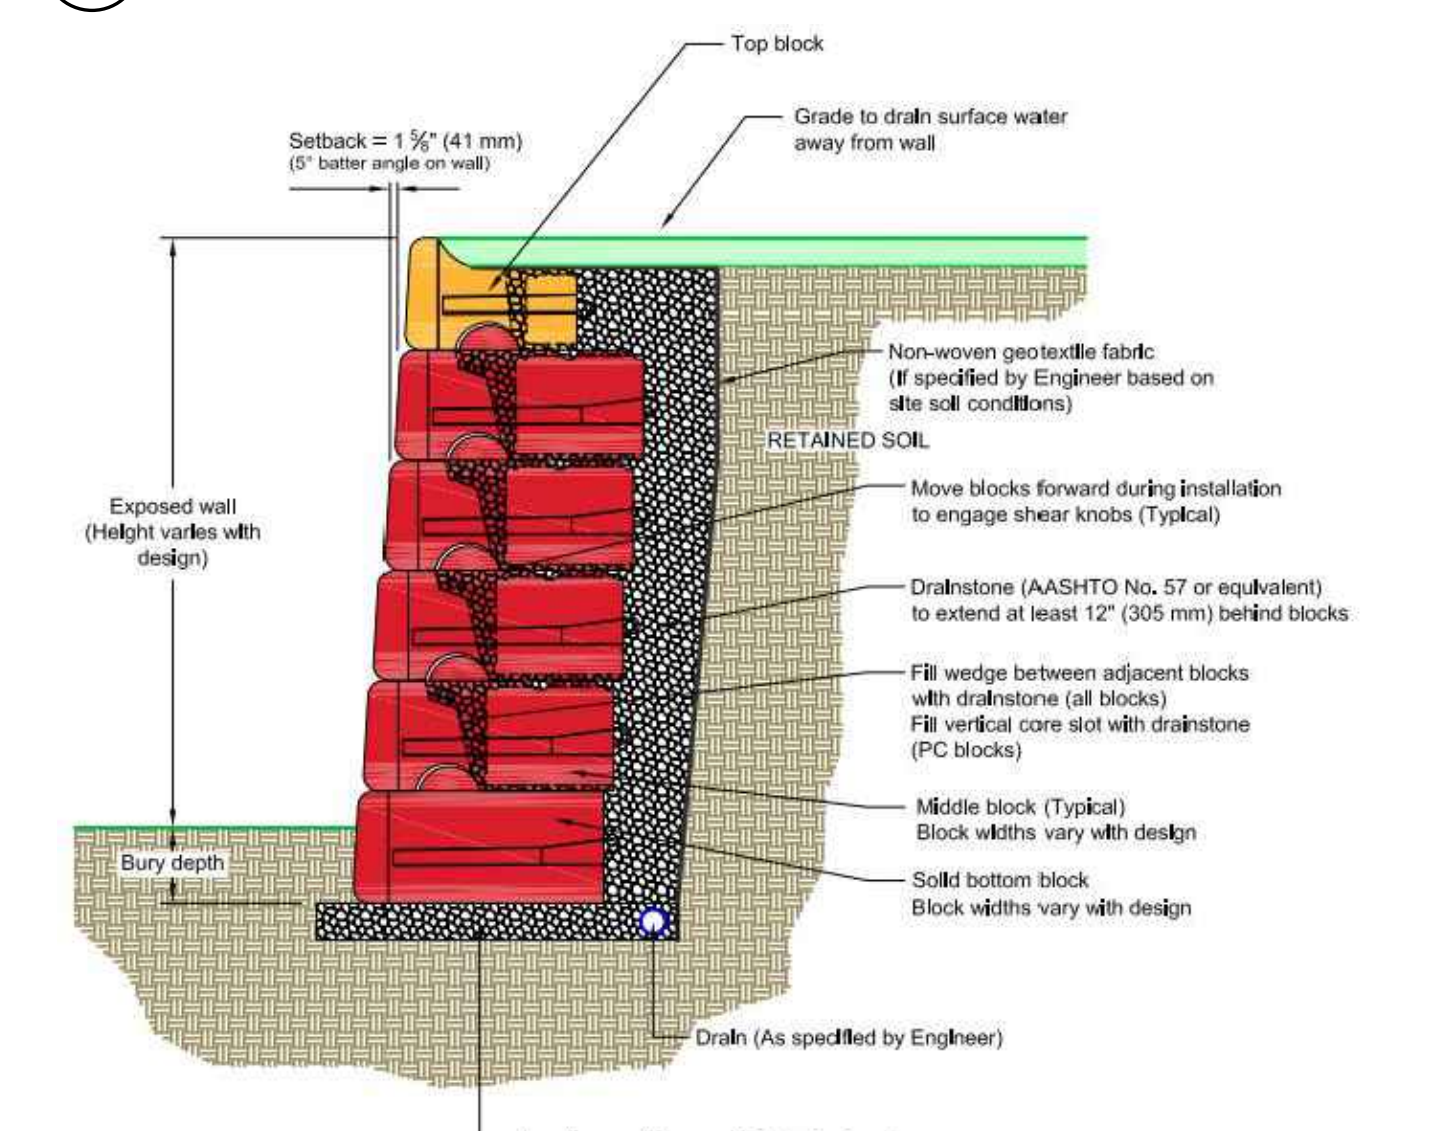 Top block
Grade to drain surface water
away from wall
Setback = 1 ⅝" (41 mm)
(5° batter angle on wall)
Non-woven geotextile fabric
(If specified by Engineer based on
site soil conditions)
RETAINED SOIL
Move blocks forward during installation
to engage shear knobs (Typical)
Exposed wall
(Height varies with
design)
Drainstone (AASHTO No. 57 or equivalent)
to extend at least 12" (305 mm) behind blocks
Fill wedge between adjacent blocks
with drainstone (all blocks)
Fill vertical core slot with drainstone
(PC blocks)
Middle block (Typical)
Block widths vary with design
Bury depth
Solid bottom block
Block widths vary with design
Drain (As specified by Engineer)